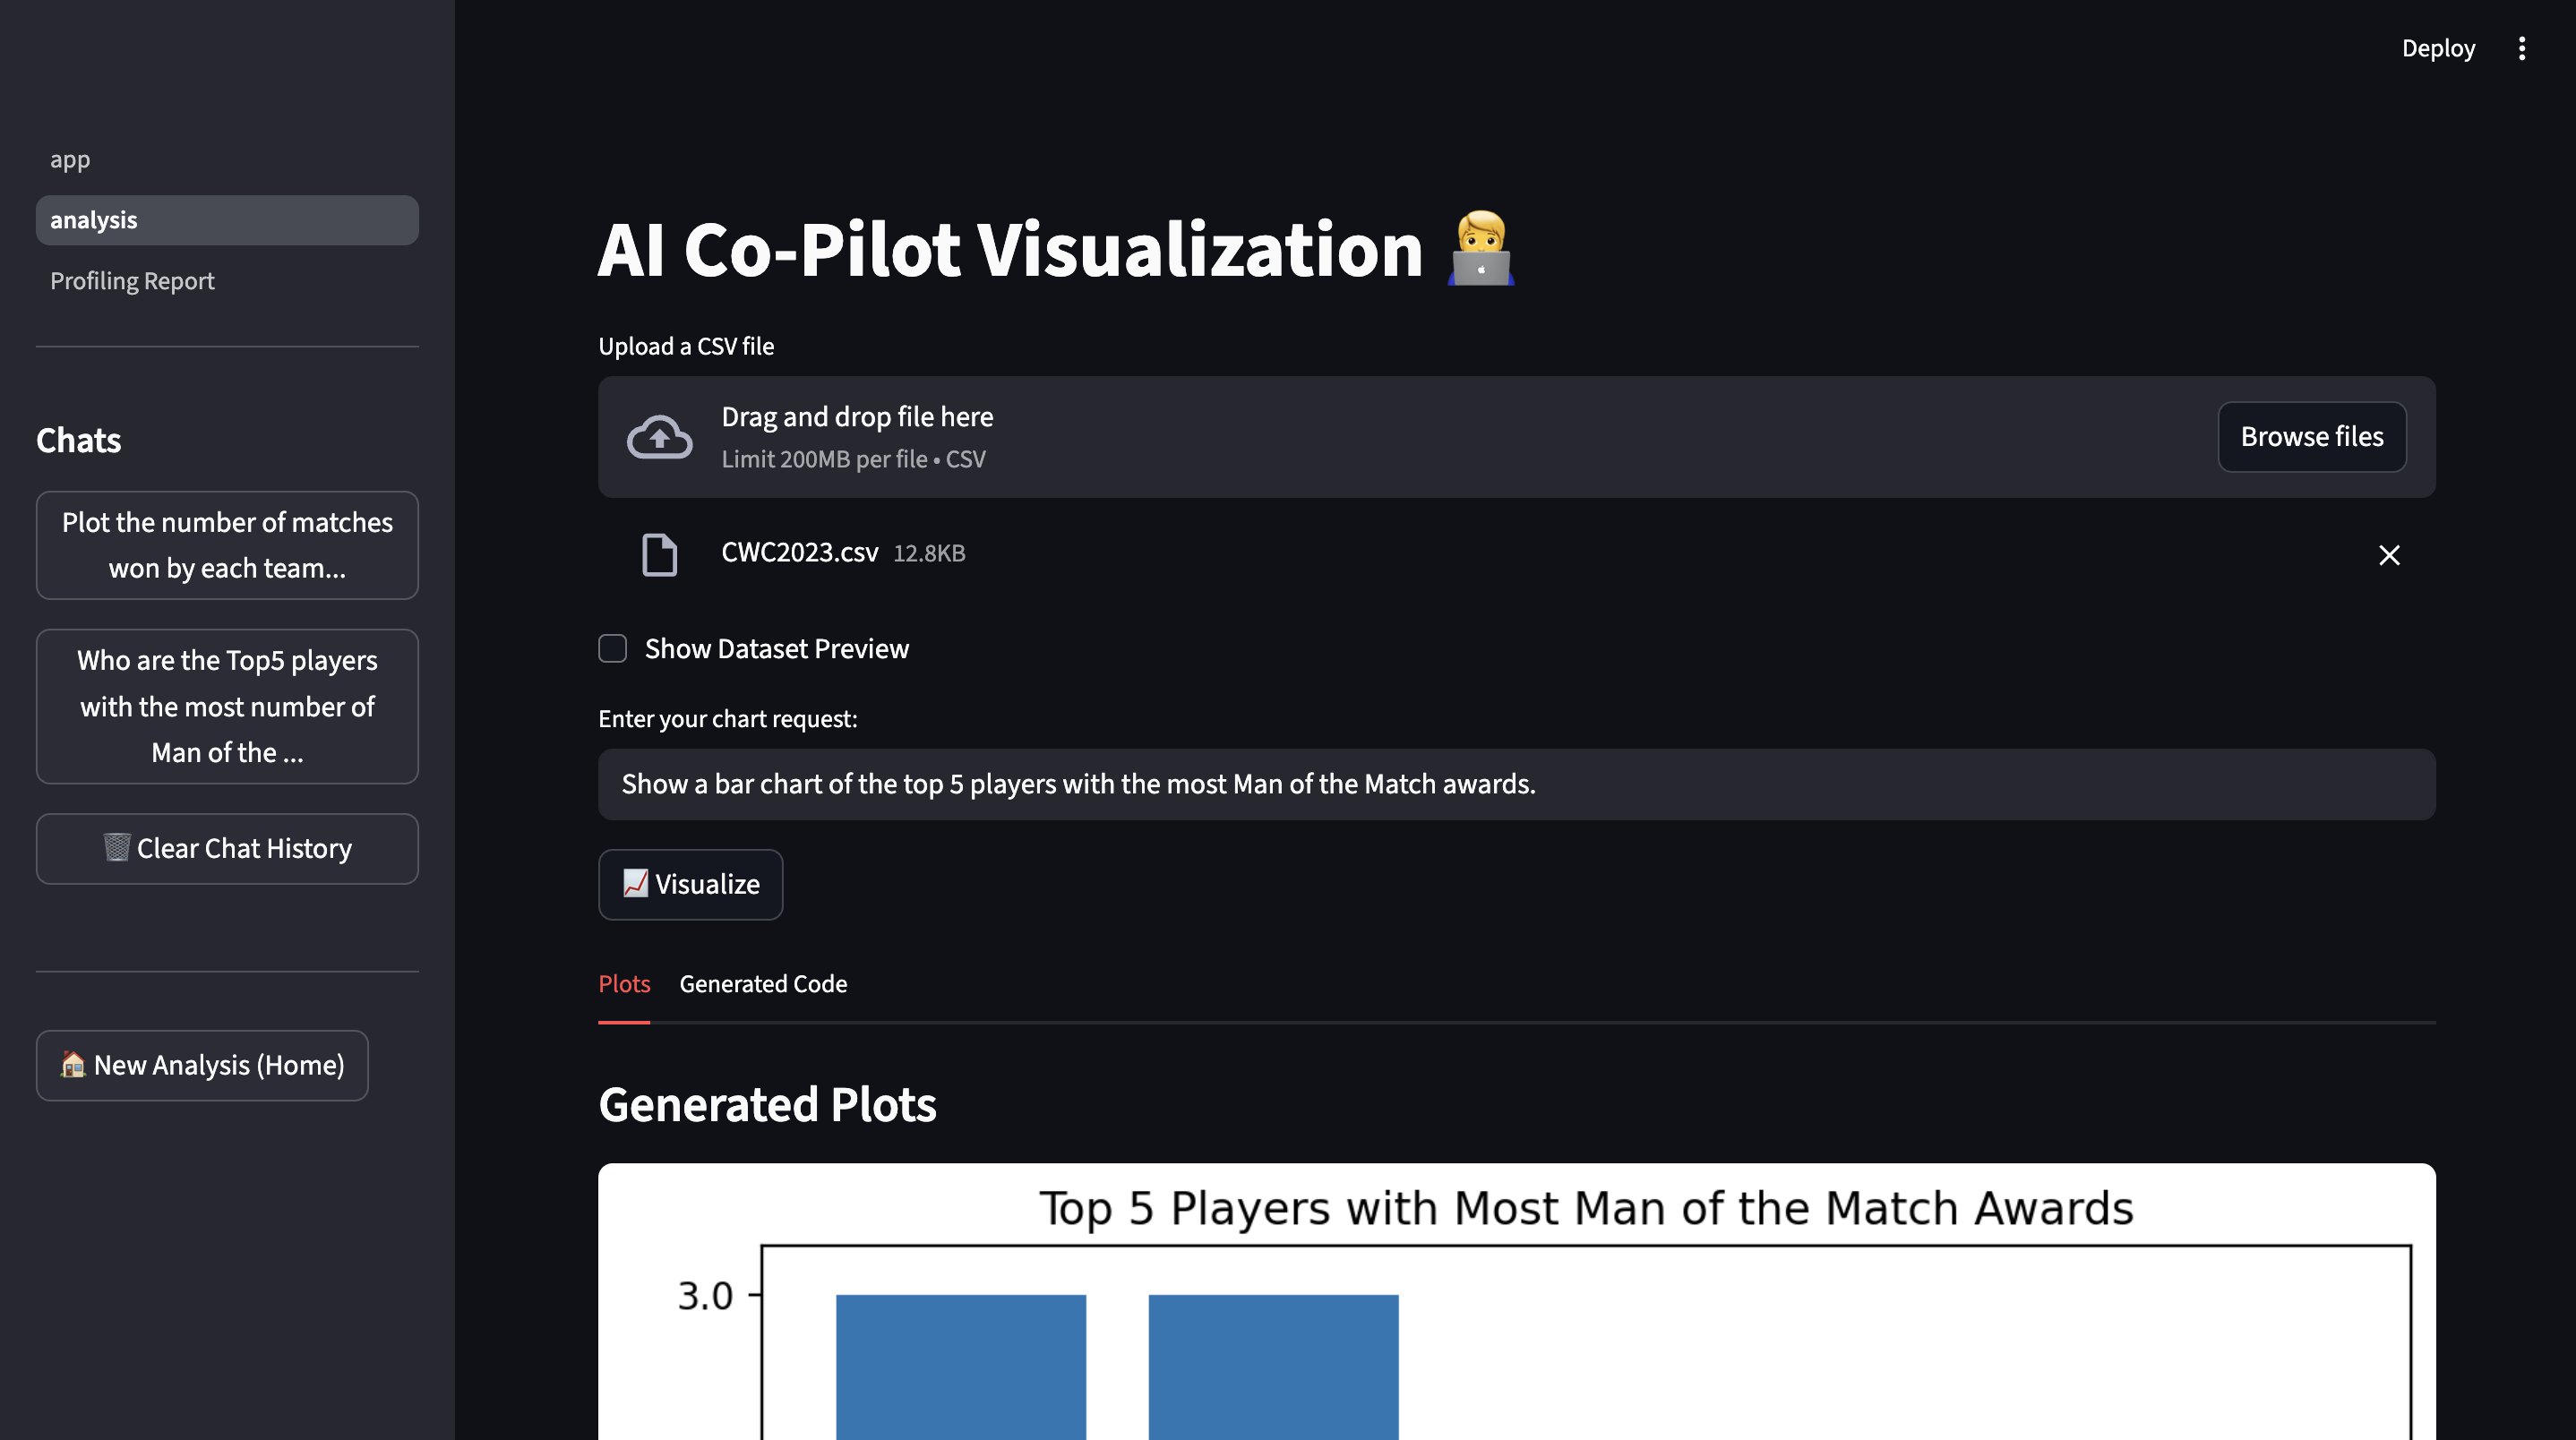 Deploy
app
analysis
Profiling Report
Chats
Plot the number of matches
won by each team...
Who are the Top5 players
with the most number of
Man of the ...
🗑️ Clear Chat History
🏠 New Analysis (Home)
AI Co-Pilot Visualization 👨‍💻
Upload a CSV file
Drag and drop file here
Limit 200MB per file • CSV
Browse files
CWC2023.csv 12.8KB
Show Dataset Preview
Enter your chart request:
Show a bar chart of the top 5 players with the most Man of the Match awards.
📈 Visualize
Plots Generated Code
Generated Plots
Top 5 Players with Most Man of the Match Awards
3.0